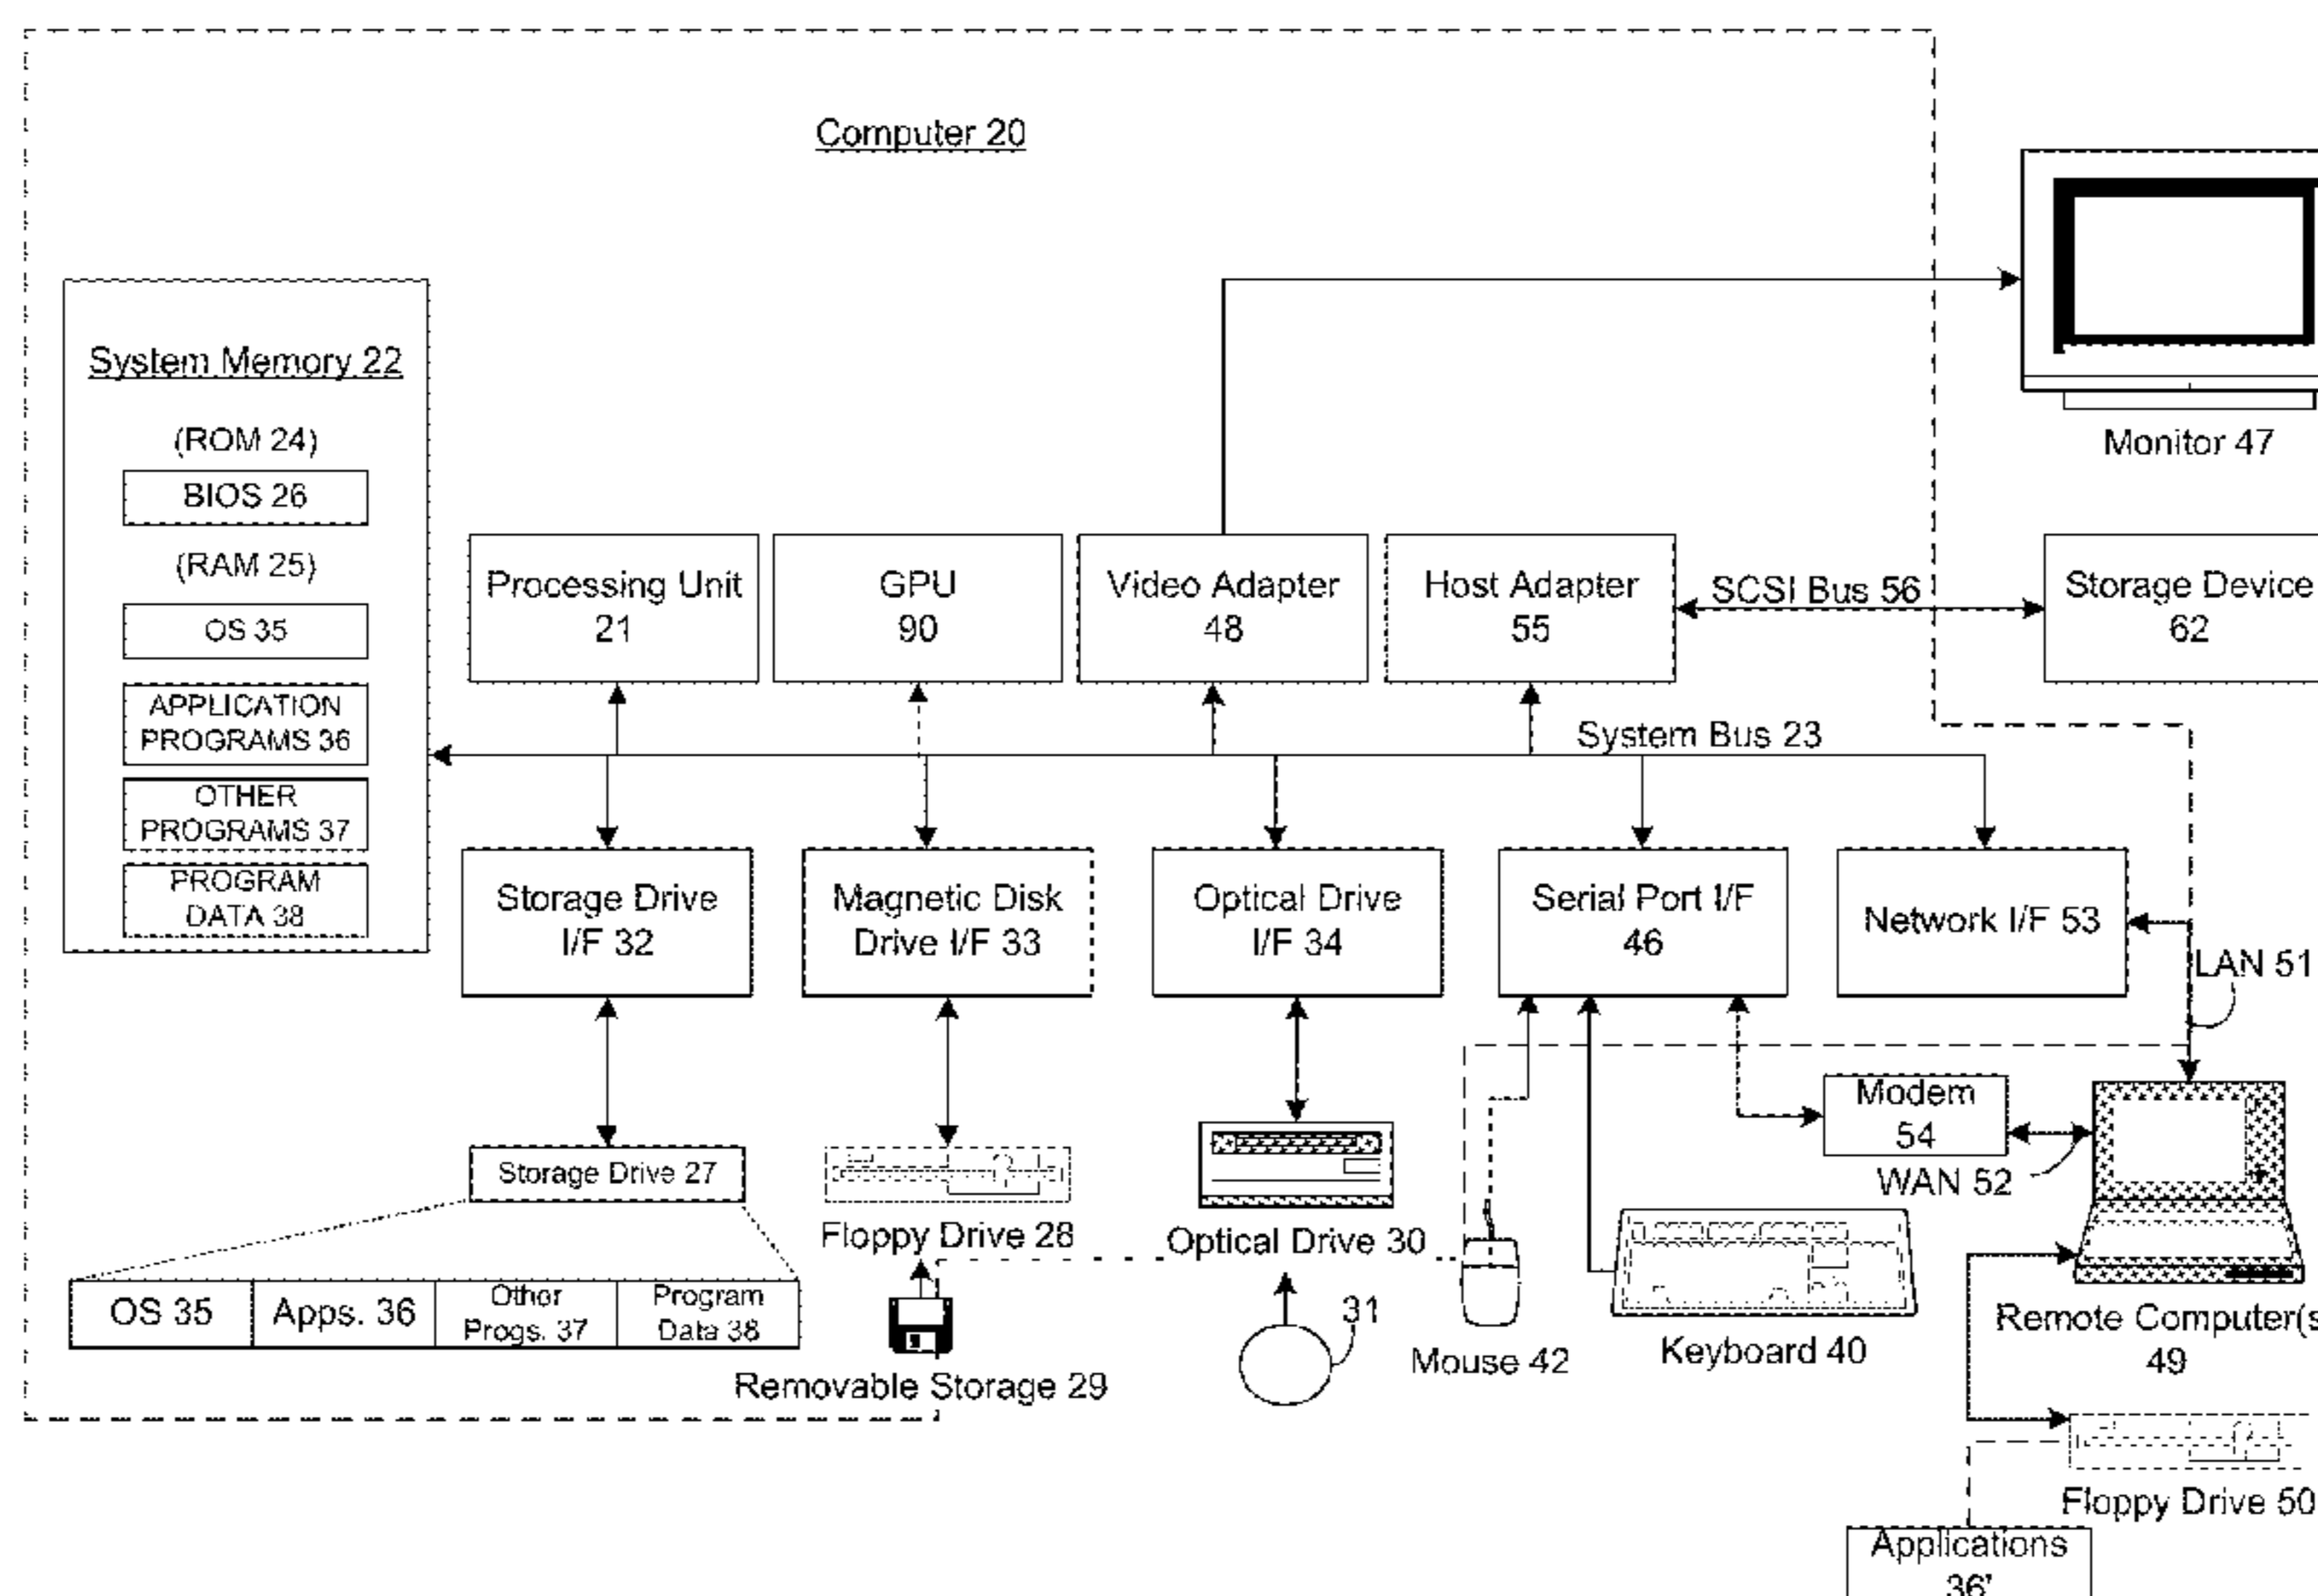 Computer 20
System Memory 22
(ROM 24)
BIOS 26
(RAM 25)
OS 35
APPLICATION
PROGRAMS 36
OTHER
PROGRAMS 37
PROGRAM
DATA 38
Monitor 47
Processing Unit
21
GPU
90
Video Adapter
48
Host Adapter
55
SCSI Bus 56
Storage Device
62
System Bus 23
Storage Drive
I/F 32
Magnetic Disk
Drive I/F 33
Optical Drive
I/F 34
Serial Port I/F
46
Network I/F 53
LAN 51
Modem
54
WAN 52
Storage Drive 27
Floppy Drive 28
Optical Drive 30
OS 35
Apps. 36
Other
Progs. 37
Program
Data 38
Removable Storage 29
31
Mouse 42
Keyboard 40
Remote Computer(s
49
Floppy Drive 50
Applications
36'